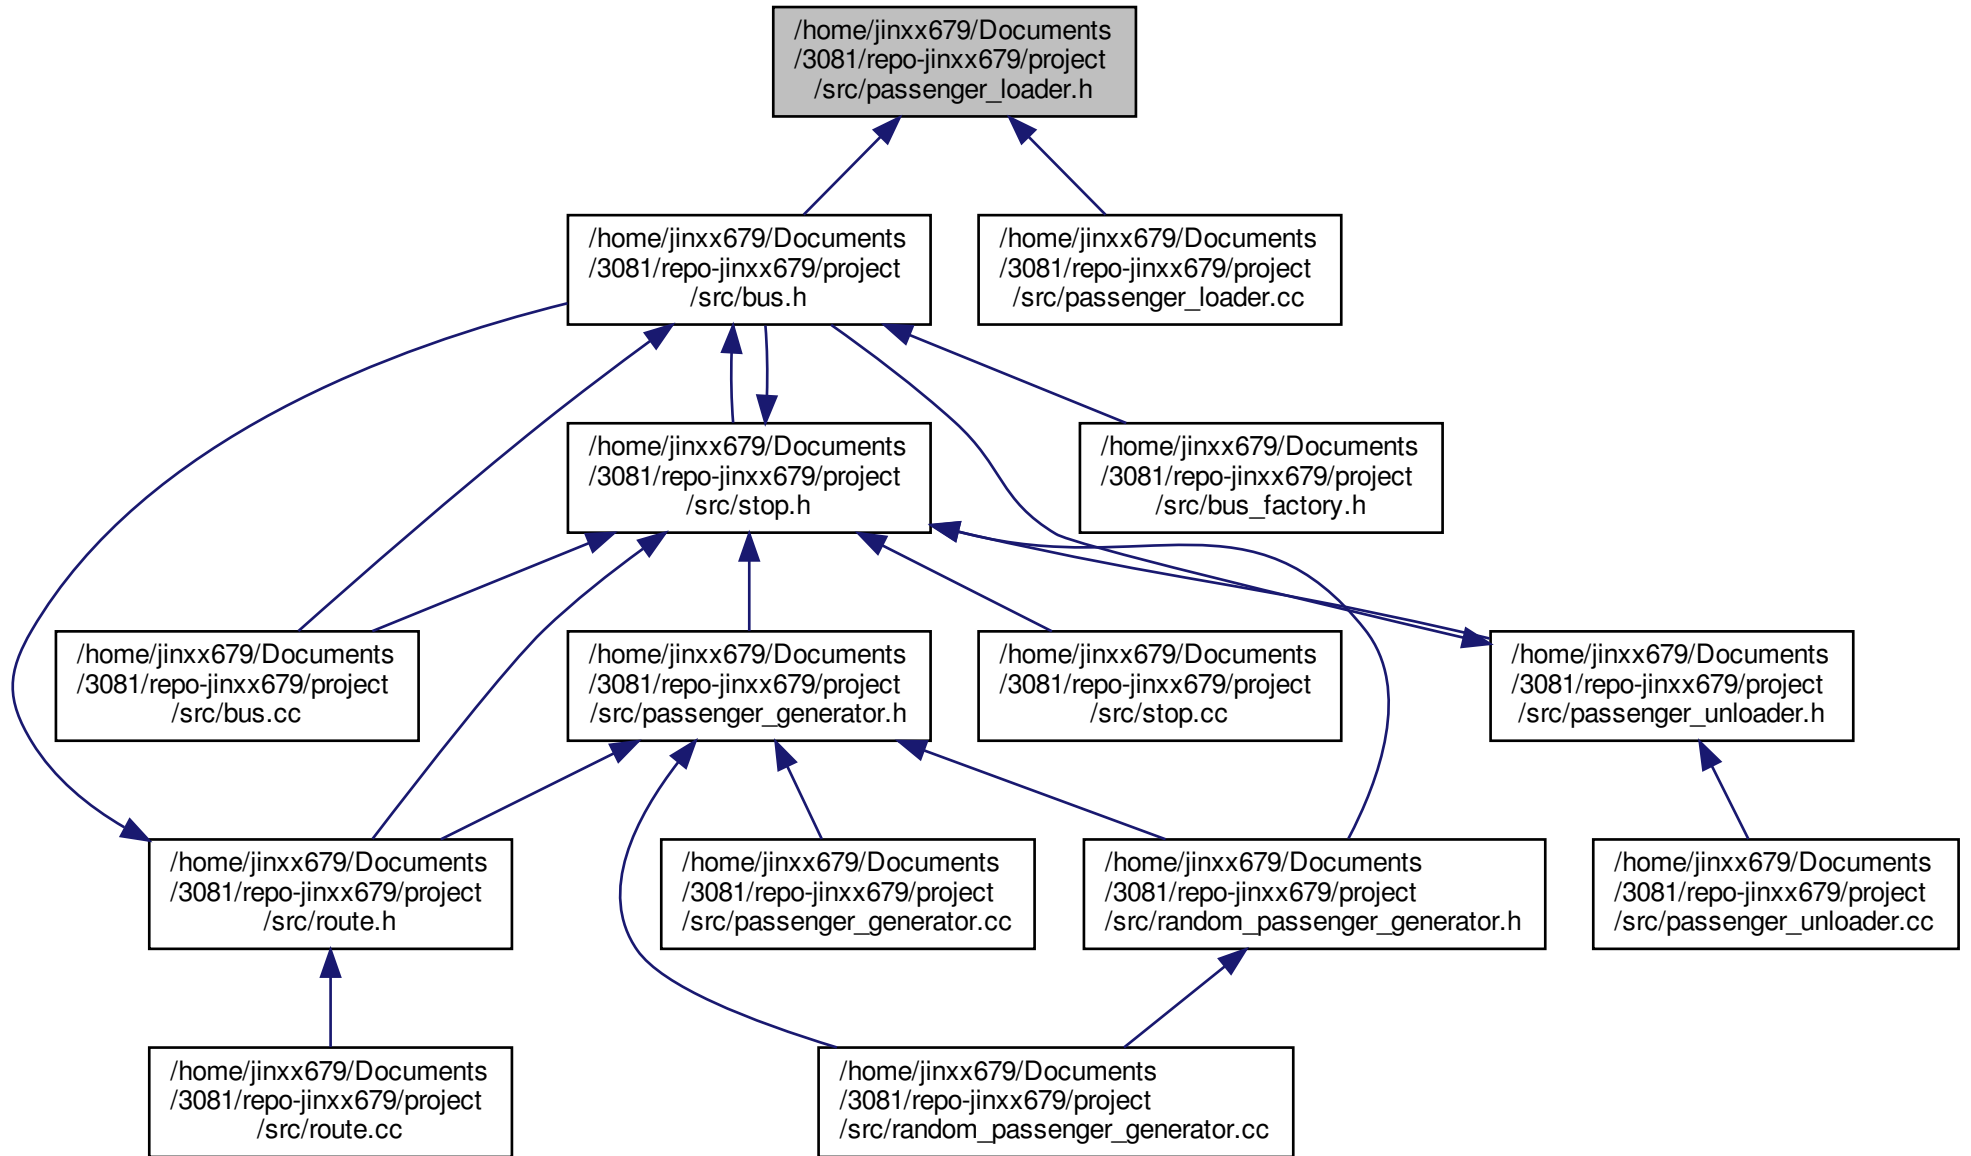 /home/jinxx679/Documents
/3081/repo-jinxx679/project
/src/passenger_loader.h
/home/jinxx679/Documents
/3081/repo-jinxx679/project
/src/bus.h
/home/jinxx679/Documents
/3081/repo-jinxx679/project
/src/passenger_loader.cc
/home/jinxx679/Documents
/3081/repo-jinxx679/project
/src/stop.h
/home/jinxx679/Documents
/3081/repo-jinxx679/project
/src/bus_factory.h
/home/jinxx679/Documents
/3081/repo-jinxx679/project
/src/bus.cc
/home/jinxx679/Documents
/3081/repo-jinxx679/project
/src/passenger_generator.h
/home/jinxx679/Documents
/3081/repo-jinxx679/project
/src/stop.cc
/home/jinxx679/Documents
/3081/repo-jinxx679/project
/src/passenger_unloader.h
/home/jinxx679/Documents
/3081/repo-jinxx679/project
/src/route.h
/home/jinxx679/Documents
/3081/repo-jinxx679/project
/src/passenger_generator.cc
/home/jinxx679/Documents
/3081/repo-jinxx679/project
/src/random_passenger_generator.h
/home/jinxx679/Documents
/3081/repo-jinxx679/project
/src/passenger_unloader.cc
/home/jinxx679/Documents
/3081/repo-jinxx679/project
/src/route.cc
/home/jinxx679/Documents
/3081/repo-jinxx679/project
/src/random_passenger_generator.cc